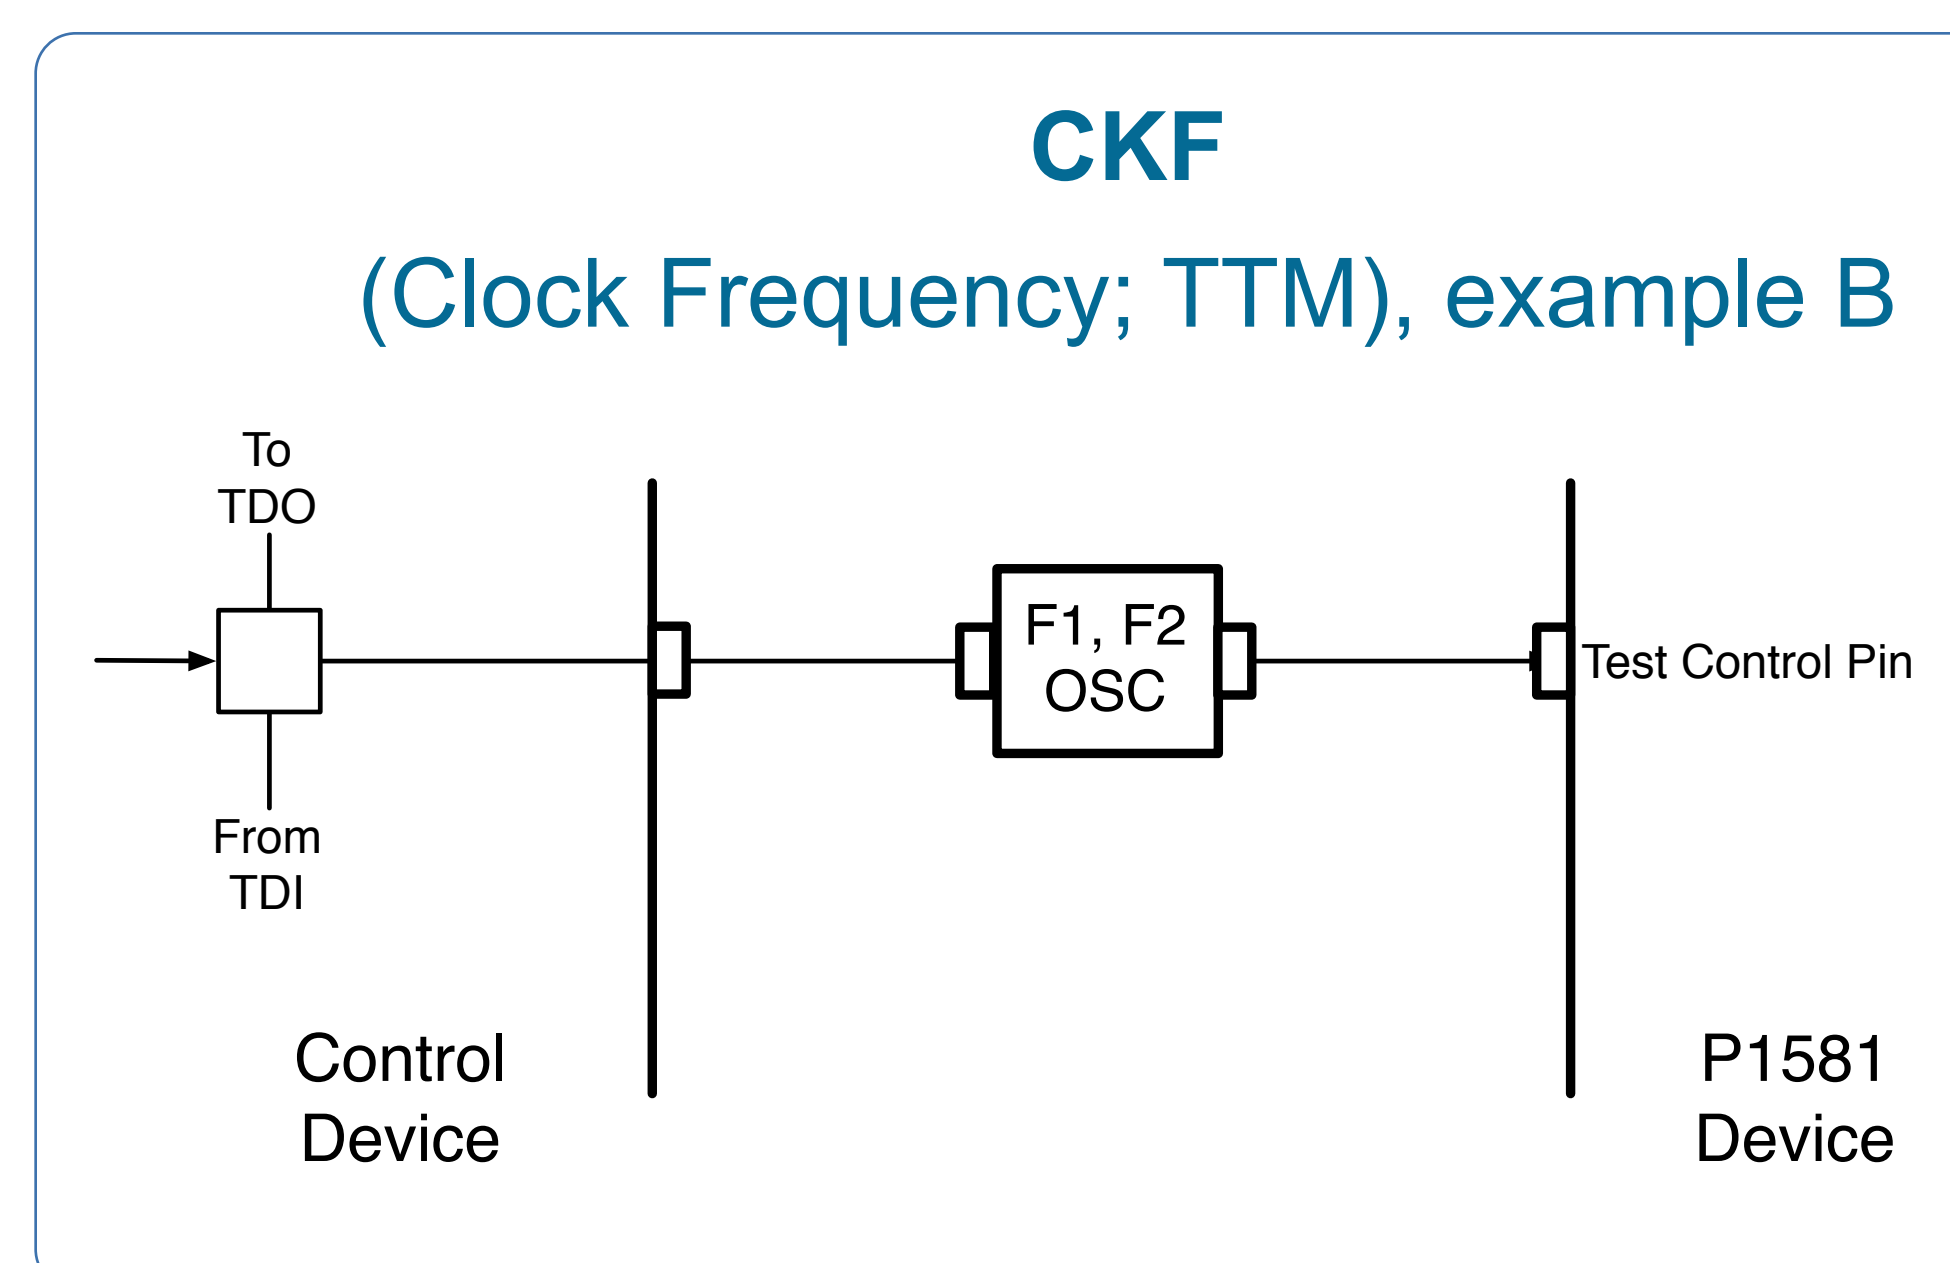 CKF
(Clock Frequency; TTM), example B
To
TDO
F1, F2
OSC
Test Control Pin
From
TDI
Control
Device
P1581
Device